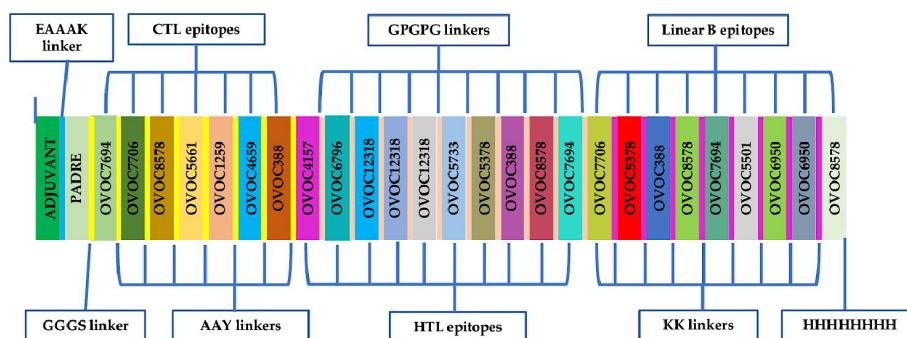 EAAAK
linker
CTL epitopes
GPGPG linkers
Linear B epitopes
ADJUVANT
PADRE
OVOC7694
OVOC7706
OVOC8578
OVOC5661
OVOC1259
OVOC4659
OVOC388
OVOC4157
OVOC6796
OVOC12318
OVOC12318
OVOC12318
OVOC5733
OVOC5378
OVOC388
OVOC8578
OVOC7694
OVOC7706
OVOC5378
OVOC388
OVOC8578
OVOC7694
OVOC5501
OVOC6950
OVOC6950
OVOC8578
GGGS linker
AAY linkers
HTL epitopes
KK linkers
HHHHHHHH